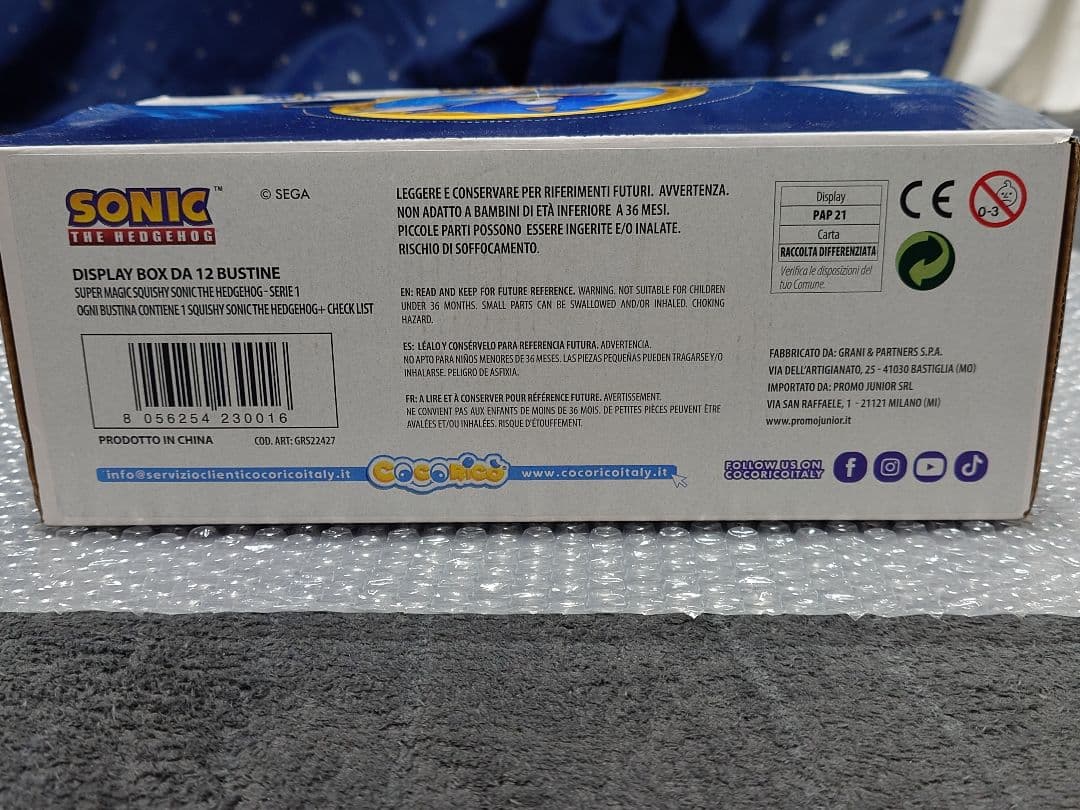 SONIC™
THE HEDGEHOG
© SEGA
DISPLAY BOX DA 12 BUSTINE
SUPER MAGIC SQUISHY SONIC THE HEDGEHOG - SERIE 1
OGNI BUSTINA CONTIENE 1 SQUISHY SONIC THE HEDGEHOG + CHECK LIST
8 056254 230016
PRODOTTO IN CHINA
COD. ART: GRS22427
LEGGERE E CONSERVARE PER RIFERIMENTI FUTURI. AVVERTENZA.
NON ADATTO A BAMBINI DI ETÀ INFERIORE A 36 MESI.
PICCOLE PARTI POSSONO ESSERE INGERITE E/O INALATE.
RISCHIO DI SOFFOCAMENTO.
EN: READ AND KEEP FOR FUTURE REFERENCE. WARNING. NOT SUITABLE FOR CHILDREN
UNDER 36 MONTHS. SMALL PARTS CAN BE SWALLOWED AND/OR INHALED. CHOKING
HAZARD.
ES: LÉALO Y CONSÉRVELO PARA REFERENCIA FUTURA. ADVERTENCIA.
NO APTO PARA NIÑOS MENORES DE 36 MESES. LAS PIEZAS PEQUEÑAS PUEDEN TRAGARSE Y/O
INHALARSE. PELIGRO DE ASFIXIA.
FR: A LIRE ET À CONSERVER POUR RÉFÉRENCE FUTURE. AVERTISSEMENT.
NE CONVIENT PAS AUX ENFANTS DE MOINS DE 36 MOIS. DE PETITES PIÈCES PEUVENT ÊTRE
AVALÉES ET/OU INHALÉES. RISQUE D'ÉTOUFFEMENT.
Display
PAP 21
Carta
RACCOLTA DIFFERENZIATA
Verifica le disposizioni del
tuo Comune.
CE
0-3
FABBRICATO DA: GRANI & PARTNERS S.P.A.
VIA DELL'ARTIGIANATO, 25 - 41030 BASTIGLIA (MO)
IMPORTATO DA: PROMO JUNIOR SRL
VIA SAN RAFFAELE, 1 - 21121 MILANO (MI)
www.promojunior.it
info@servizioclienticocoricoitaly.it
COCORICÒ
www.cocoricoitaly.it
FOLLOW US ON
COCORICOITALY